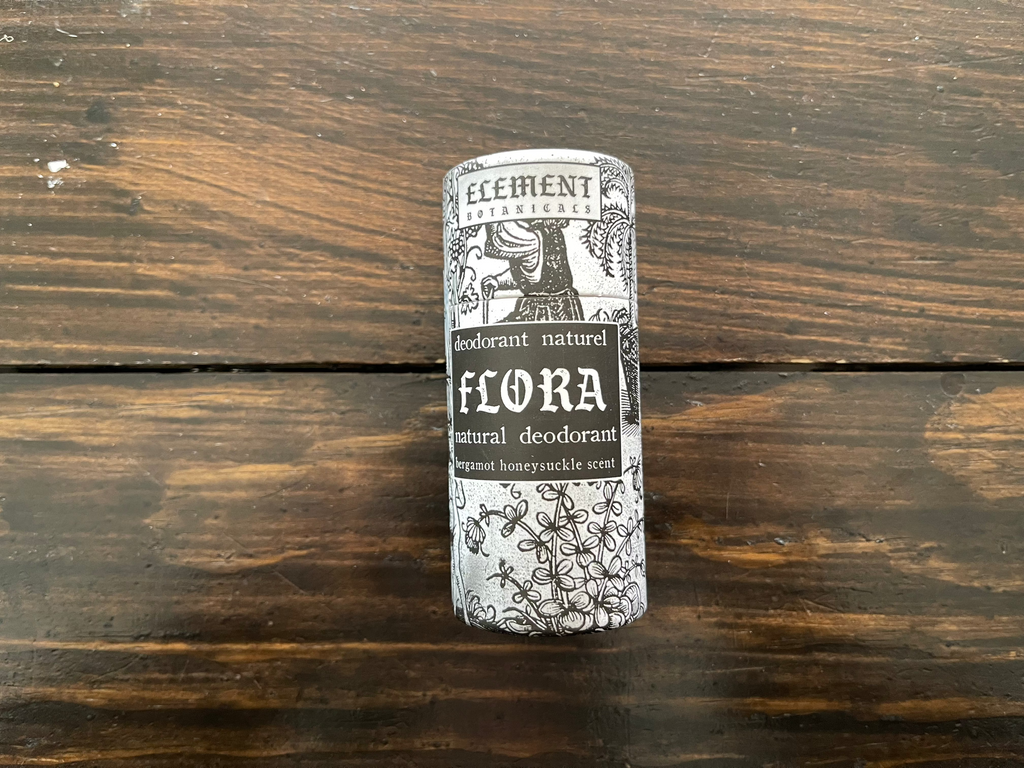 ELEMENT
BOTANICALS
deodorant naturel
FLORA
natural deodorant
bergamot honeysuckle scent